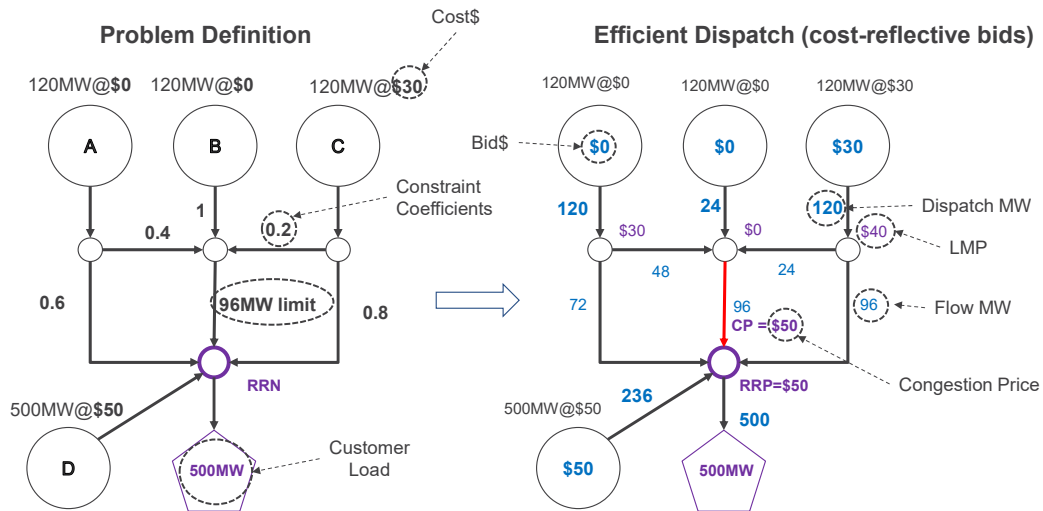 Cost$
Problem Definition
Efficient Dispatch (cost-reflective bids)
120MW@$0
120MW@$0
120MW@$30
A
B
C
1
Constraint
Coefficients
0.4
0.2
0.6
96MW limit
0.8
RRN
500MW@$50
D
500MW
Customer
Load
120MW@$0
120MW@$0
120MW@$30
Bid$
$0
$0
$30
120
24
120
Dispatch MW
$30
$0
$40
LMP
48
24
72
96
96
Flow MW
CP = $50
Congestion Price
RRP=$50
236
500MW@$50
500
$50
500MW